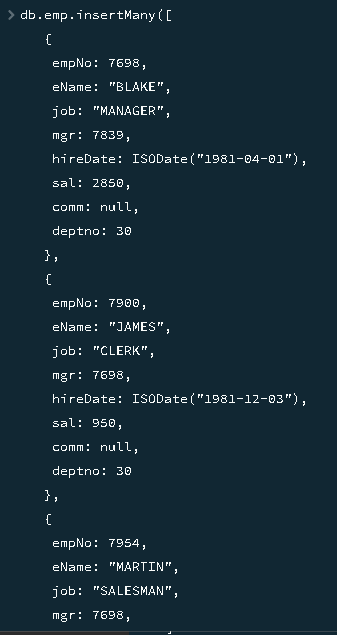 > db.emp.insertMany([
{
empNo: 7698,
eName: "BLAKE",
job: "MANAGER",
mgr: 7839,
hireDate: ISODate("1981-04-01"),
sal: 2850,
comm: null,
deptno: 30
},
{
empNo: 7900,
eName: "JAMES",
job: "CLERK",
mgr: 7698,
hireDate: ISODate("1981-12-03"),
sal: 950,
comm: null,
deptno: 30
},
{
empNo: 7954,
eName: "MARTIN",
job: "SALESMAN",
mgr: 7698,